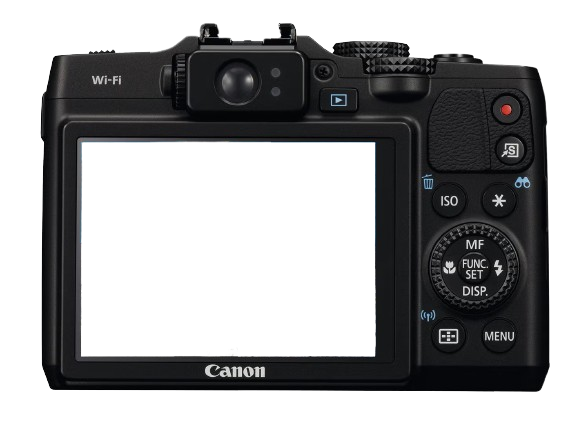 Wi-Fi
S
ISO
MF
FUNC.
SET
DISP.
MENU
Canon